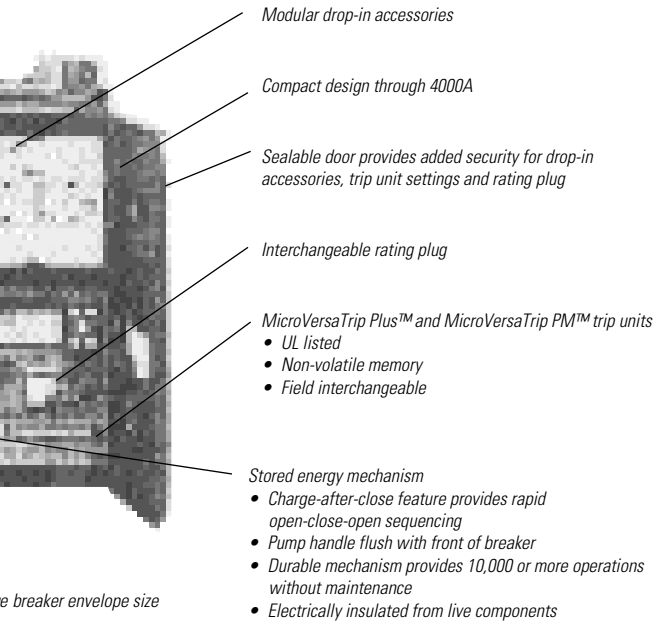 Modular drop-in accessories
Compact design through 4000A
Sealable door provides added security for drop-in
accessories, trip unit settings and rating plug
Interchangeable rating plug
MicroVersaTrip Plus™ and MicroVersaTrip PM™ trip units
• UL listed
• Non-volatile memory
• Field interchangeable
Stored energy mechanism
• Charge-after-close feature provides rapid
open-close-open sequencing
• Pump handle flush with front of breaker
• Durable mechanism provides 10,000 or more operations
without maintenance
• Electrically insulated from live components
breaker envelope size